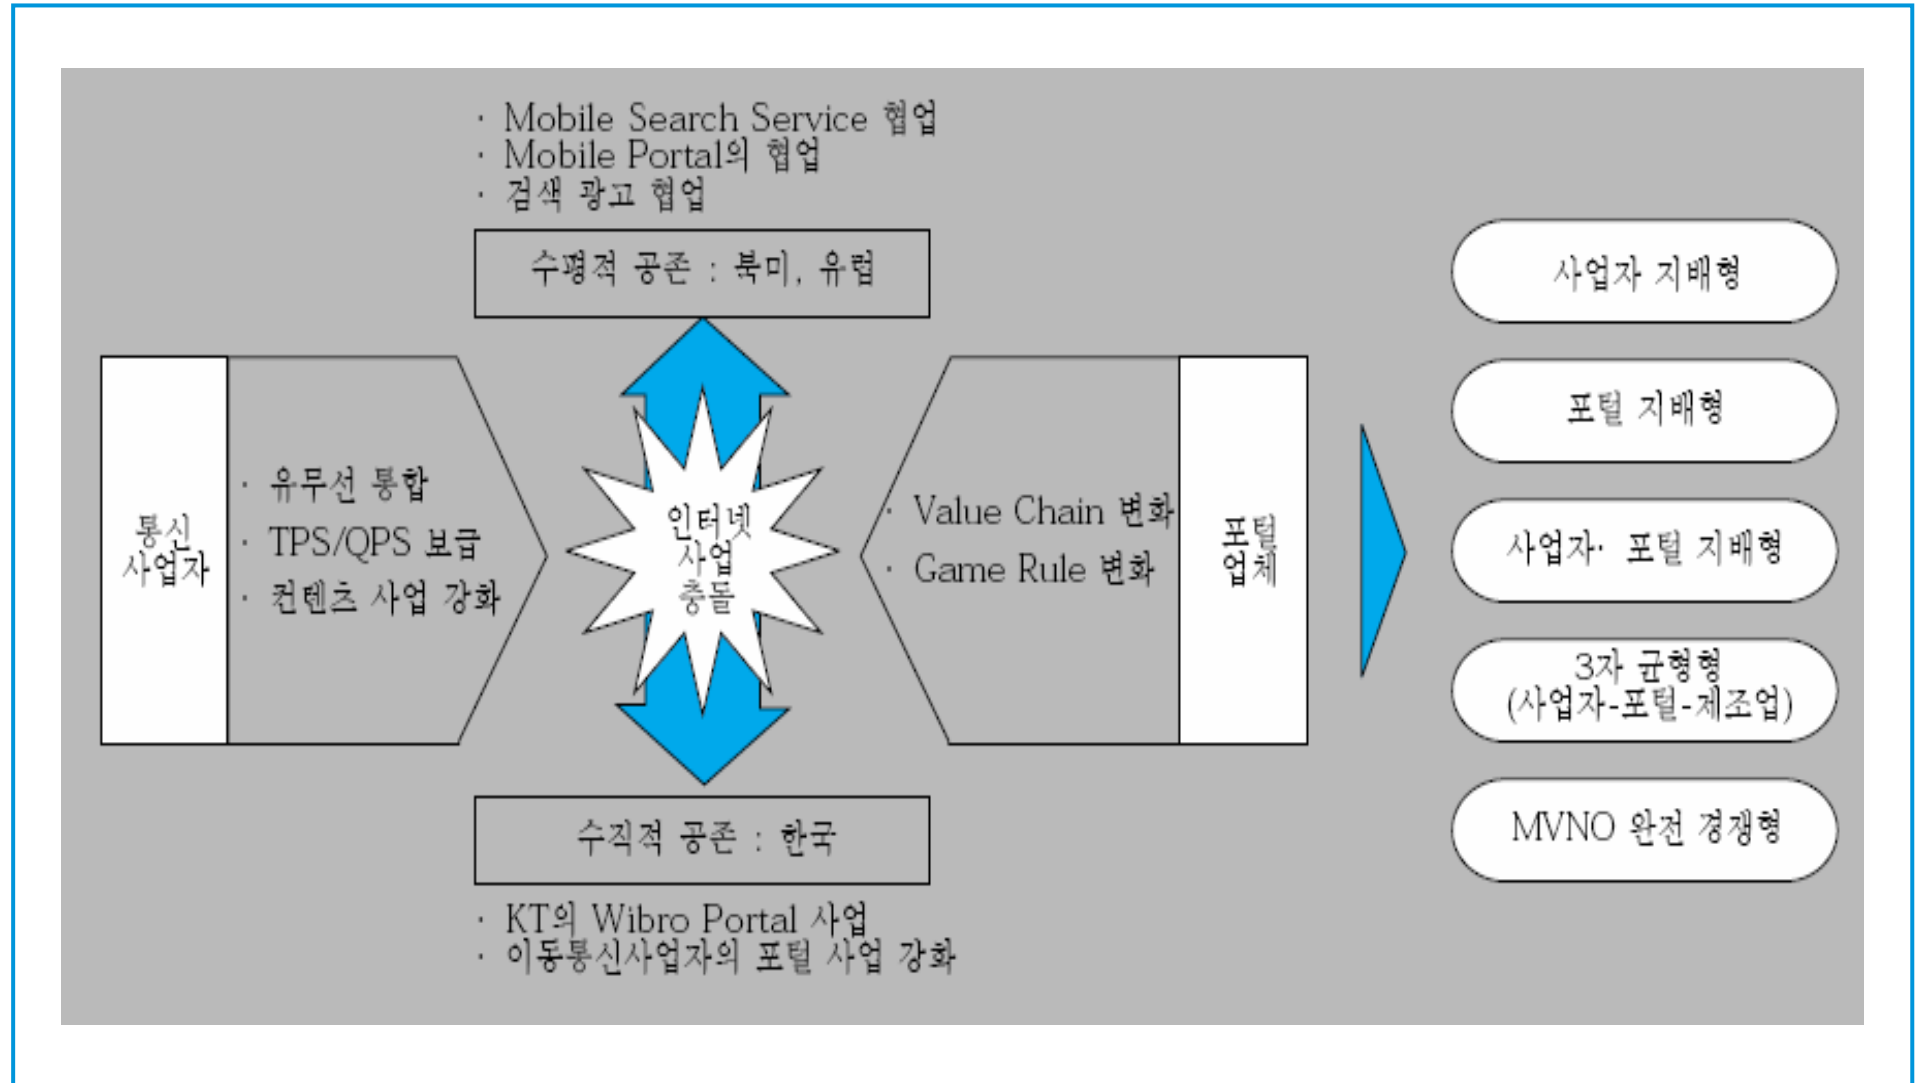 · Mobile Search Service 협업
· Mobile Portal의 협업
· 검색 광고 협업
수평적 공존 : 북미, 유럽
통신
사업자
· 유무선 통합
· TPS/QPS 보급
· 컨텐츠 사업 강화
인터넷
사업
충돌
· Value Chain 변화
· Game Rule 변화
포털
업체
수직적 공존 : 한국
· KT의 Wibro Portal 사업
· 이동통신사업자의 포털 사업 강화
사업자 지배형
포털 지배형
사업자· 포털 지배형
3자 균형형
(사업자-포털-제조업)
MVNO 완전 경쟁형